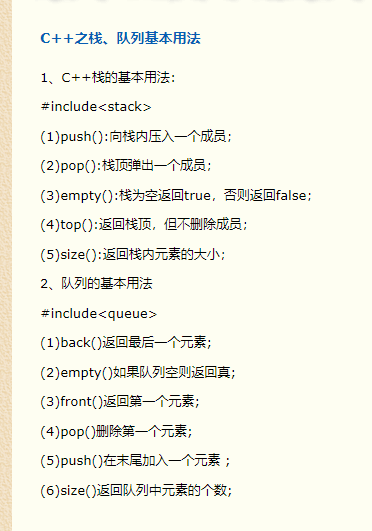 C++之栈、队列基本用法
1、C++栈的基本用法：
#include<stack>
(1)push():向栈内压入一个成员；
(2)pop():栈顶弹出一个成员；
(3)empty():栈为空返回true，否则返回false；
(4)top():返回栈顶，但不删除成员；
(5)size():返回栈内元素的大小；
2、队列的基本用法
#include<queue>
(1)back()返回最后一个元素；
(2)empty()如果队列空则返回真；
(3)front()返回第一个元素；
(4)pop()删除第一个元素；
(5)push()在末尾加入一个元素 ；
(6)size()返回队列中元素的个数；